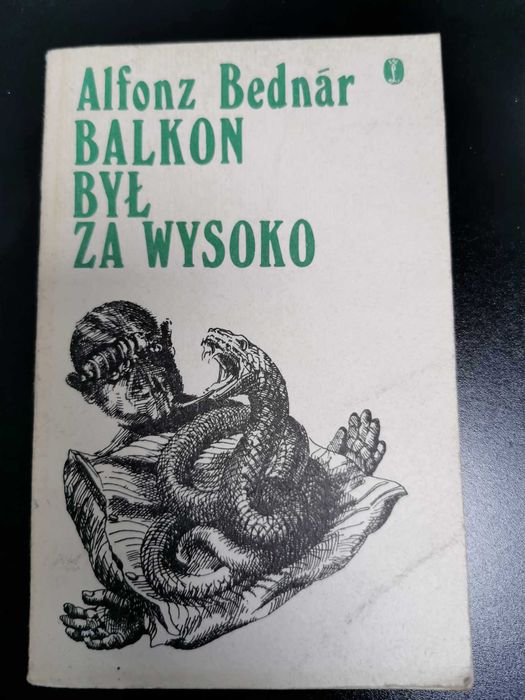 Alfonz Bednár
BALKON
BYŁ
ZA WYSOKO